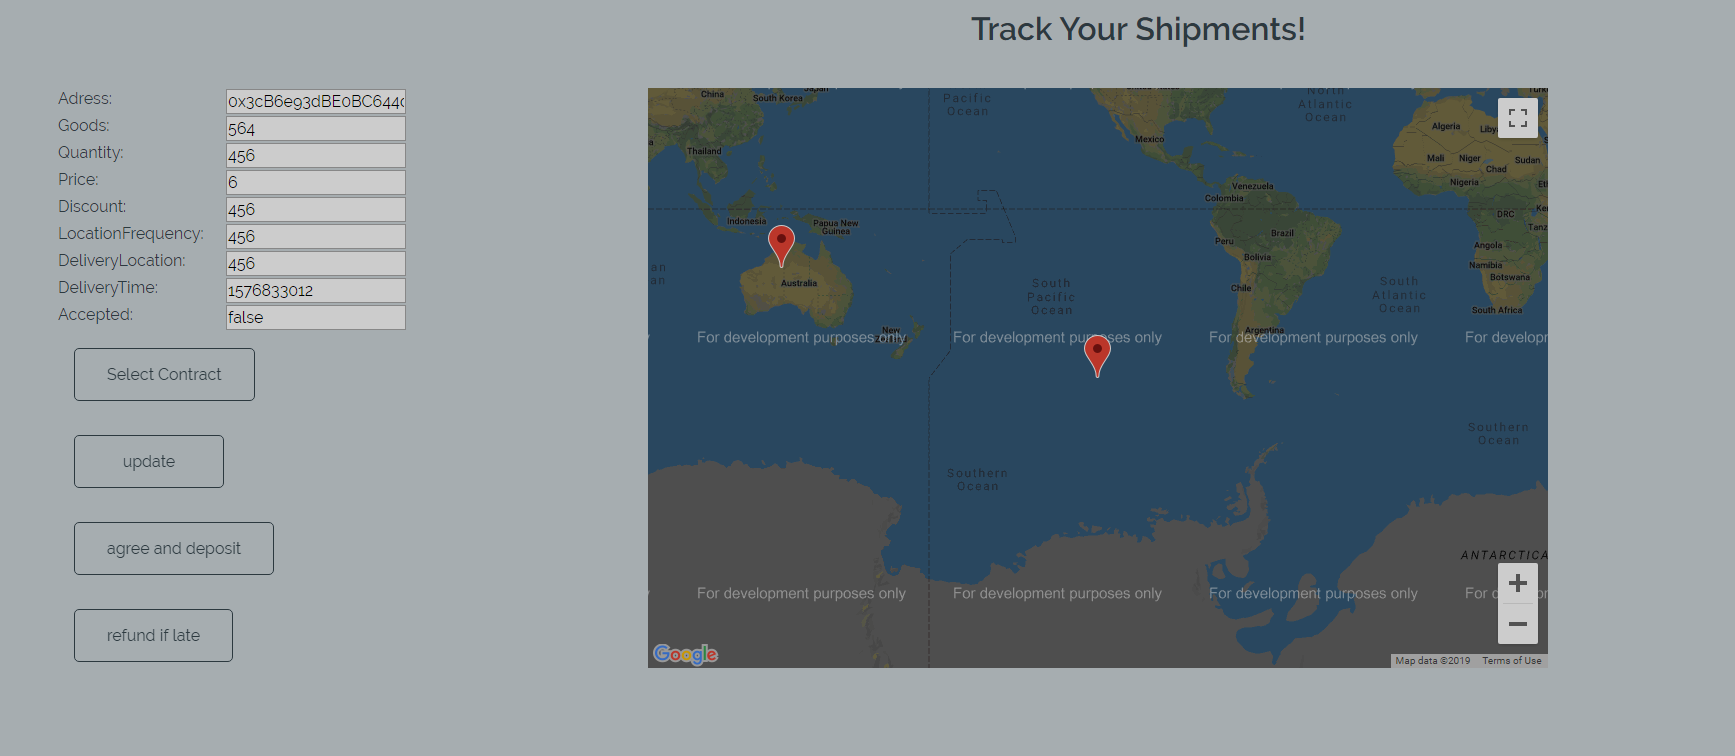 Track Your Shipments!
Adress: 0x3cB6e93dBE0BC644c
Goods: 564
Quantity: 456
Price: 6
Discount: 456
LocationFrequency: 456
DeliveryLocation: 456
DeliveryTime: 1576833012
Accepted: false
Select Contract
update
agree and deposit
refund if late
China
South Korea
Japan
Pacific
Ocean
North
Atlantic
Ocean
Thailand
Mexico
Algeria
Mali
Niger
Chad
Sudan
Nigeria
Venezuela
Colombia
Indonesia
Papua New
Guinea
DRC
Peru
Brazil
Angola
Bolivia
Namibia
Botswana
Australia
Chile
South
Pacific
Ocean
South
Atlantic
Ocean
South Africa
New
Argentina
For development purposes only
For development purposes only
For development purposes only
For develop
Southern
Ocean
Southern
Ocean
ANTARCTICA
For development purposes only
For development purposes only
For development purposes only
Google
Map data ©2019
Terms of Use